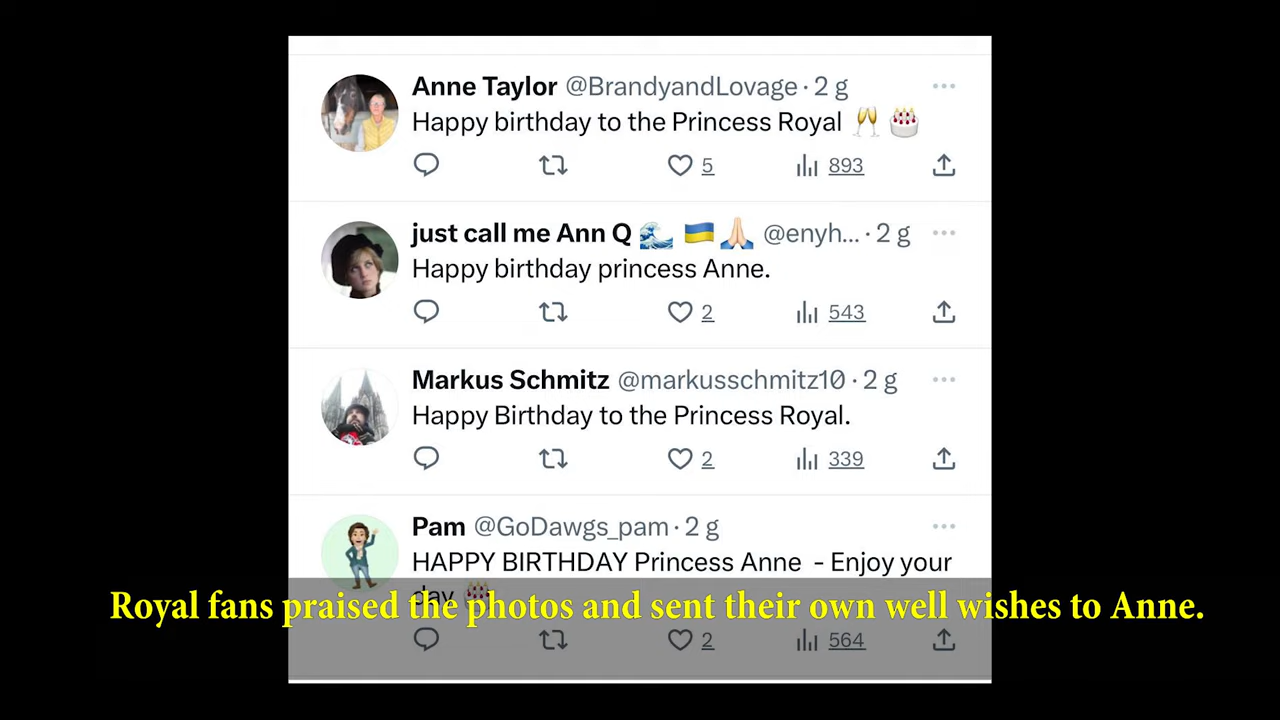 Anne Taylor @BrandyandLovage · 2 g
Happy birthday to the Princess Royal 🥂 🎂
5 893
just call me Ann Q 🌊 🇺🇦 🙏🏻 @enyh... · 2 g
Happy birthday princess Anne.
2 543
Markus Schmitz @markusschmitz10 · 2 g
Happy Birthday to the Princess Royal.
2 339
Pam @GoDawgs_pam · 2 g
HAPPY BIRTHDAY Princess Anne - Enjoy your
day 🎂
Royal fans praised the photos and sent their own well wishes to Anne.
2 564